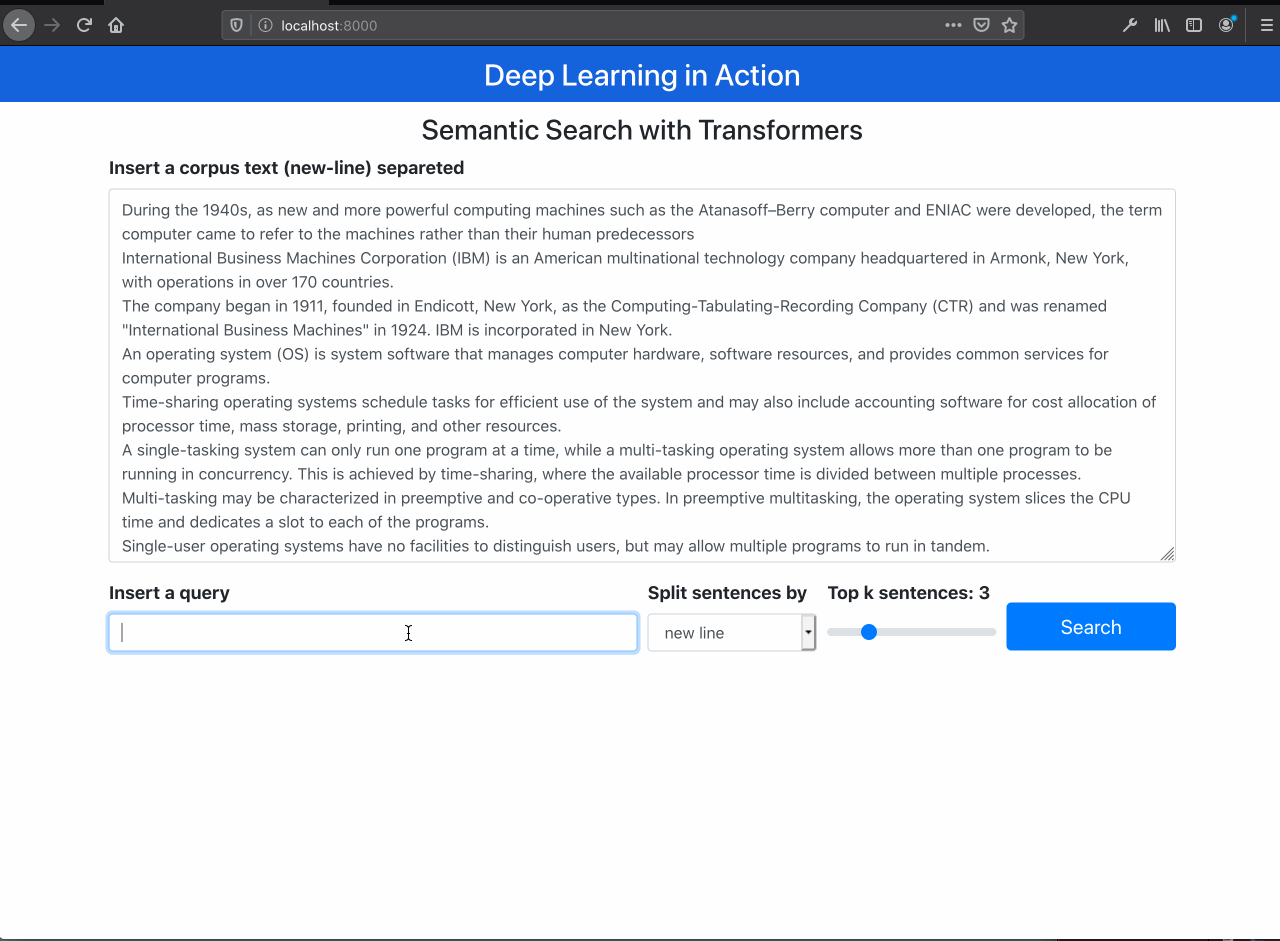 localhost:8000
Deep Learning in Action
Semantic Search with Transformers
Insert a corpus text (new-line) separeted
During the 1940s, as new and more powerful computing machines such as the Atanasoff–Berry computer and ENIAC were developed, the term
computer came to refer to the machines rather than their human predecessors
International Business Machines Corporation (IBM) is an American multinational technology company headquartered in Armonk, New York,
with operations in over 170 countries.
The company began in 1911, founded in Endicott, New York, as the Computing-Tabulating-Recording Company (CTR) and was renamed
"International Business Machines" in 1924. IBM is incorporated in New York.
An operating system (OS) is system software that manages computer hardware, software resources, and provides common services for
computer programs.
Time-sharing operating systems schedule tasks for efficient use of the system and may also include accounting software for cost allocation of
processor time, mass storage, printing, and other resources.
A single-tasking system can only run one program at a time, while a multi-tasking operating system allows more than one program to be
running in concurrency. This is achieved by time-sharing, where the available processor time is divided between multiple processes.
Multi-tasking may be characterized in preemptive and co-operative types. In preemptive multitasking, the operating system slices the CPU
time and dedicates a slot to each of the programs.
Single-user operating systems have no facilities to distinguish users, but may allow multiple programs to run in tandem.
Insert a query
Split sentences by
Top k sentences: 3
new line
Search